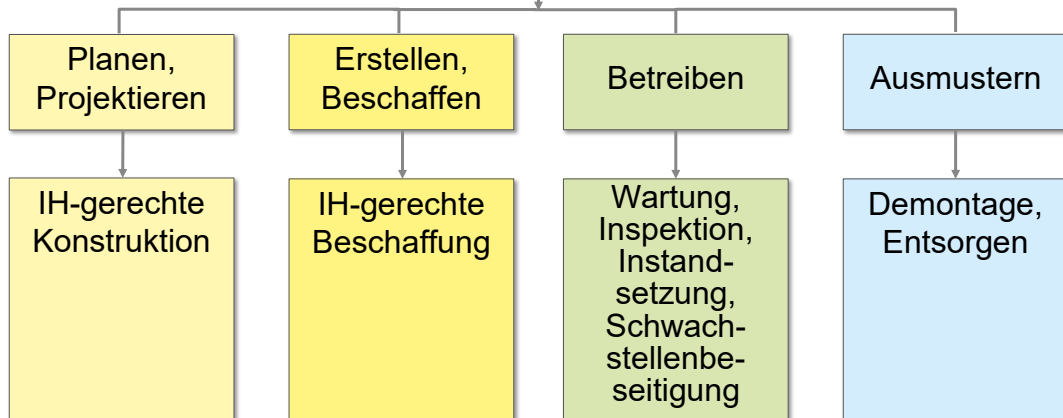 Planen,
Projektieren
Erstellen,
Beschaffen
Betreiben
Ausmustern
IH-gerechte
Konstruktion
IH-gerechte
Beschaffung
Wartung,
Inspektion,
Instand-
setzung,
Schwach-
stellenbe-
seitigung
Demontage,
Entsorgen